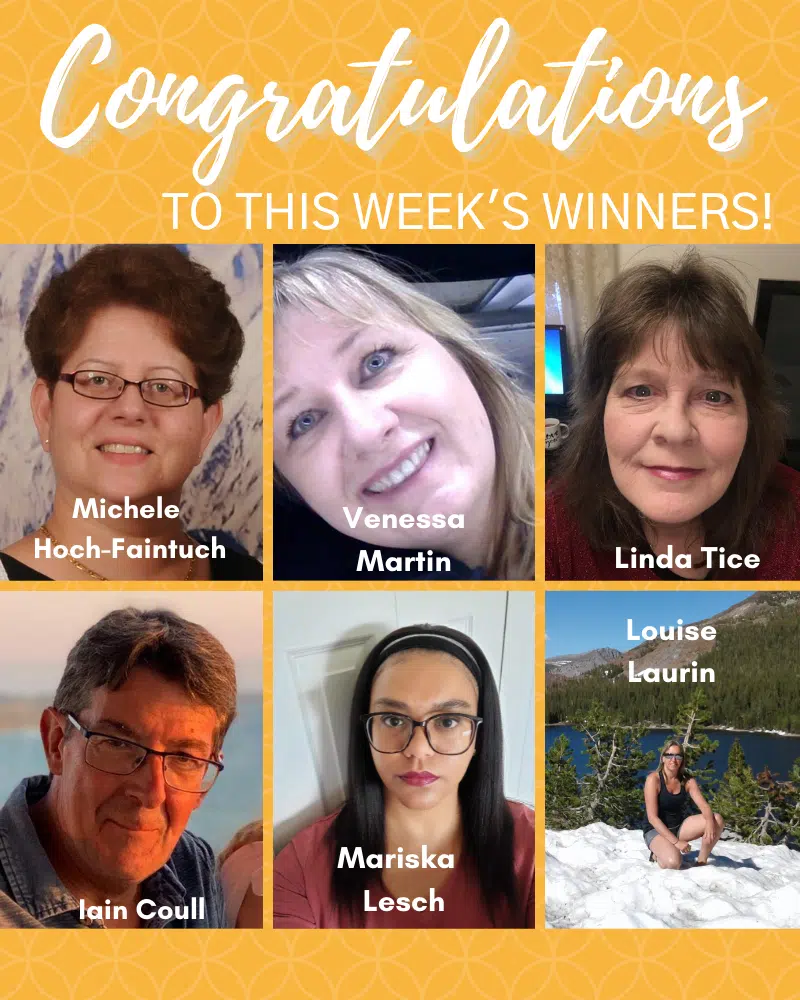 Congratulations
TO THIS WEEK'S WINNERS!
Michele
Hoch-Faintuch
Venessa
Martin
Linda Tice
Iain Coull
Mariska
Lesch
Louise
Laurin